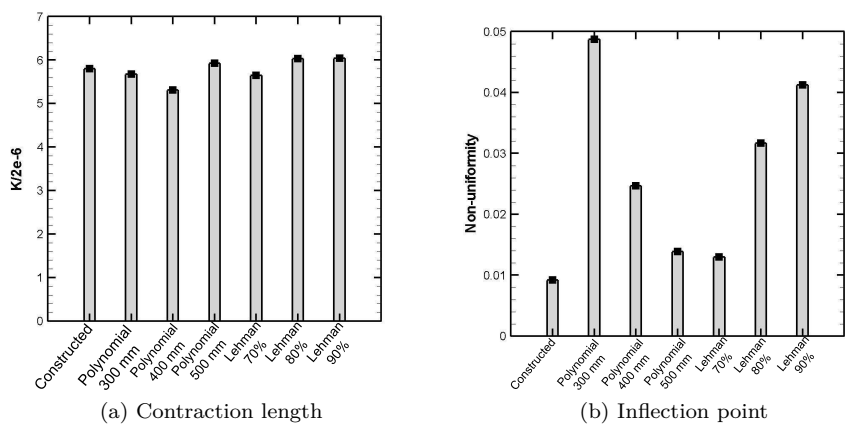 7
6
5
4
3
2
1
0
K/2e-6
Constructed
Polynomial
300 mm
Polynomial
400 mm
Polynomial
500 mm
Lehman
70%
Lehman
80%
Lehman
90%
(a) Contraction length
0.05
0.04
0.03
0.02
0.01
0
Non-uniformity
Constructed
Polynomial
300 mm
Polynomial
400 mm
Polynomial
500 mm
Lehman
70%
Lehman
80%
Lehman
90%
(b) Inflection point